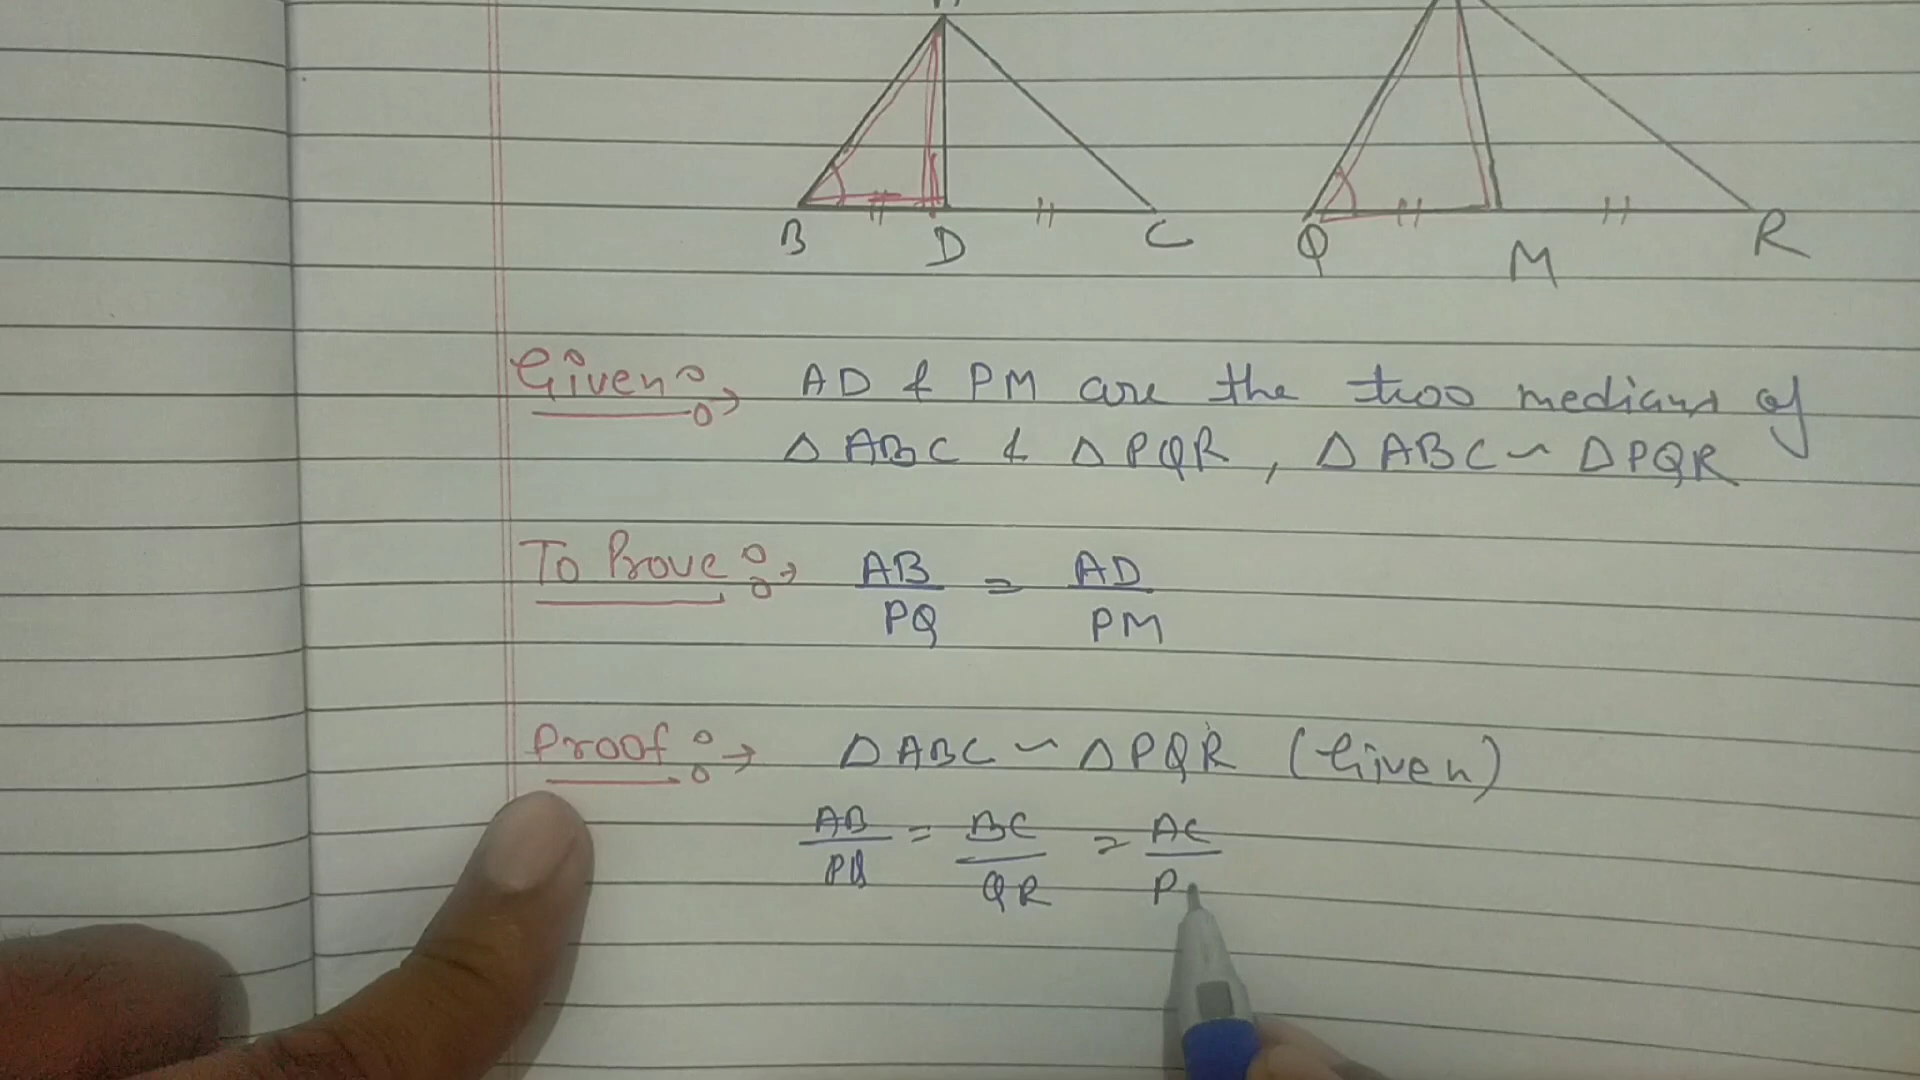 B D C Q M R
Given :→ AD & PM are the two medians of
△ ABC & △ PQR, △ ABC ~ △PQR
To Prove :→ AB/PQ = AD/PM
Proof :→ △ABC ~ △PQR (Given)
AB/PQ = BC/QR = AC/P